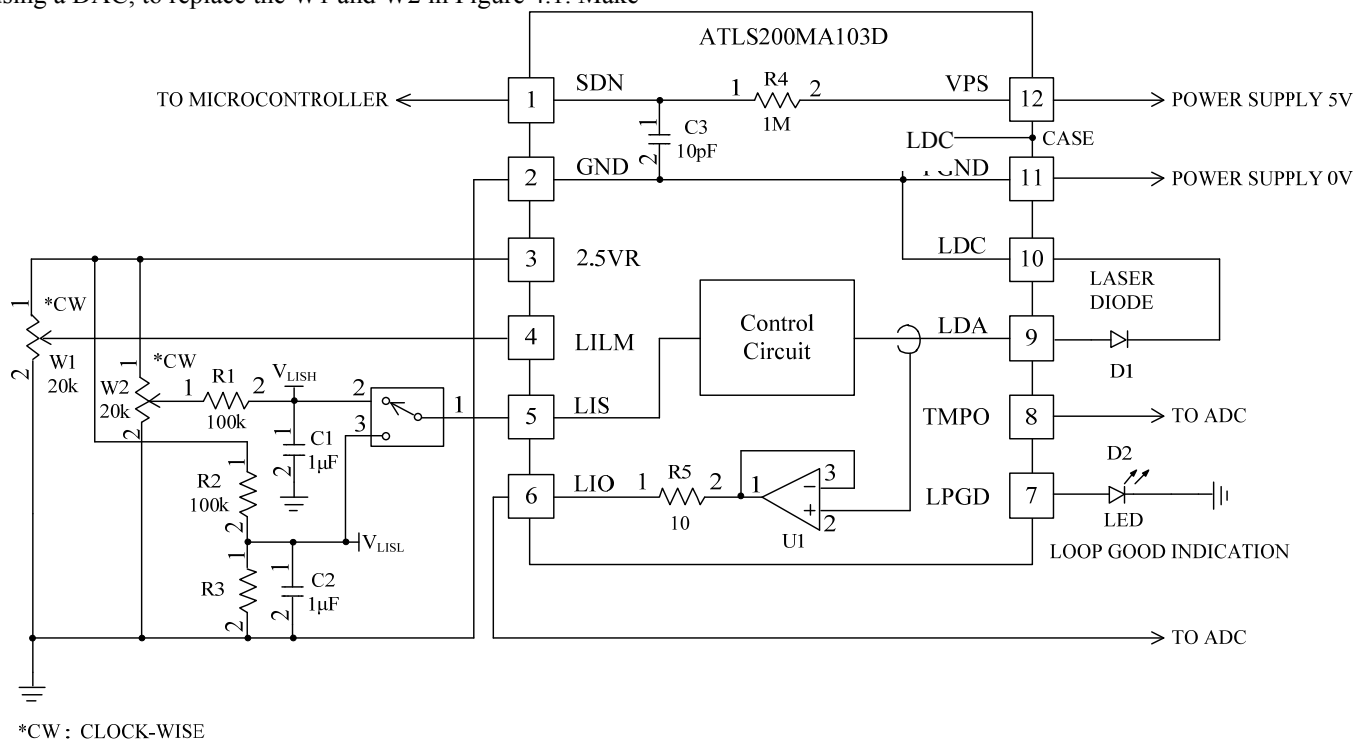 using a DAC, to replace the W1 and W2 in Figure 4.1. Make
ATLS200MA103D
TO MICROCONTROLLER
1
SDN
1 R4 2
1M
VPS
12
POWER SUPPLY 5V
1
C3
10pF
2
LDC
CASE
2
GND
GND
11
POWER SUPPLY 0V
3
2.5VR
LDC
10
LASER
DIODE
1
*CW
W1
20k
2
4
LILM
Control
Circuit
LDA
9
D1
1
*CW
W2
20k
2
1 R1 2
100k
VLISH
2
3
1
5
LIS
TMPO
8
TO ADC
1
C1
1µF
2
1
R2
100k
2
6
LIO
1 R5 2
10
1
3
2
U1
LPGD
7
D2
LED
LOOP GOOD INDICATION
VLISL
1
R3
2
1
C2
1µF
2
TO ADC
*CW : CLOCK-WISE